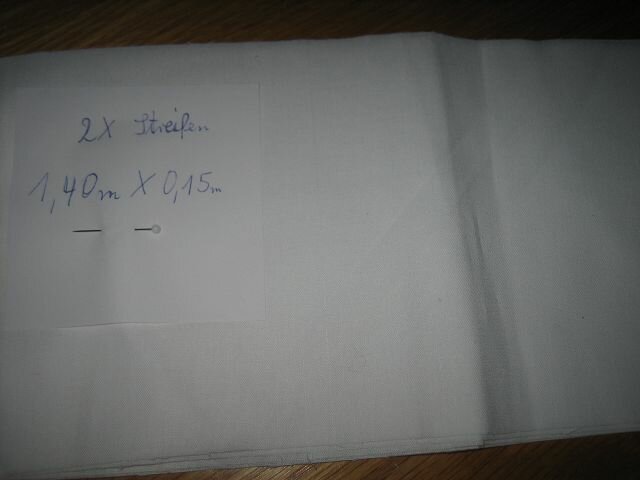 2X Streifen
1,40m X 0,15m